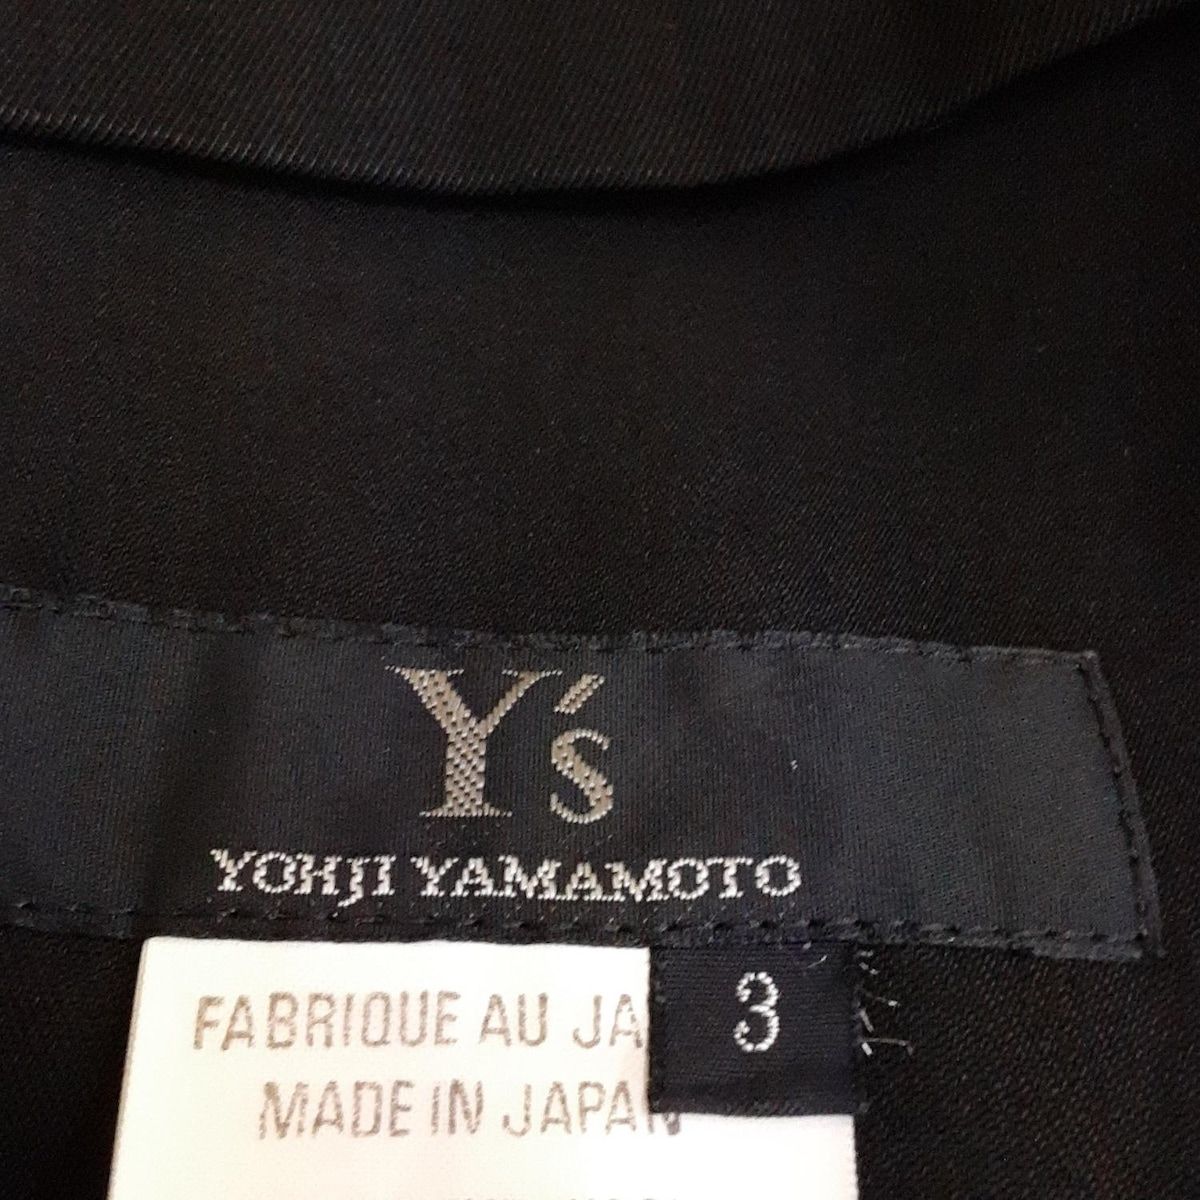 Y's
YOHJI YAMAMOTO
3
FABRIQUE AU JA
MADE IN JAPAN